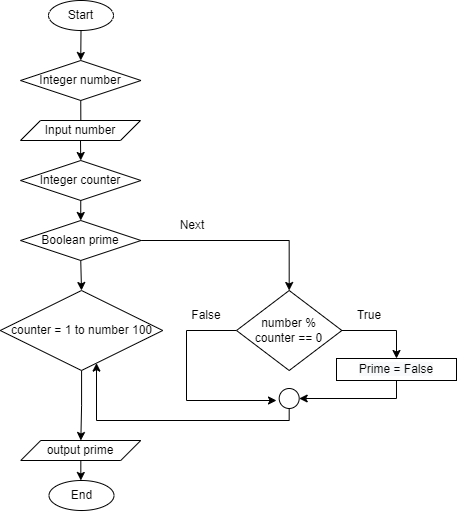 Start
Integer number
Input number
Integer counter
Boolean prime
Next
counter = 1 to number 100
False
number %
counter == 0
True
Prime = False
output prime
End